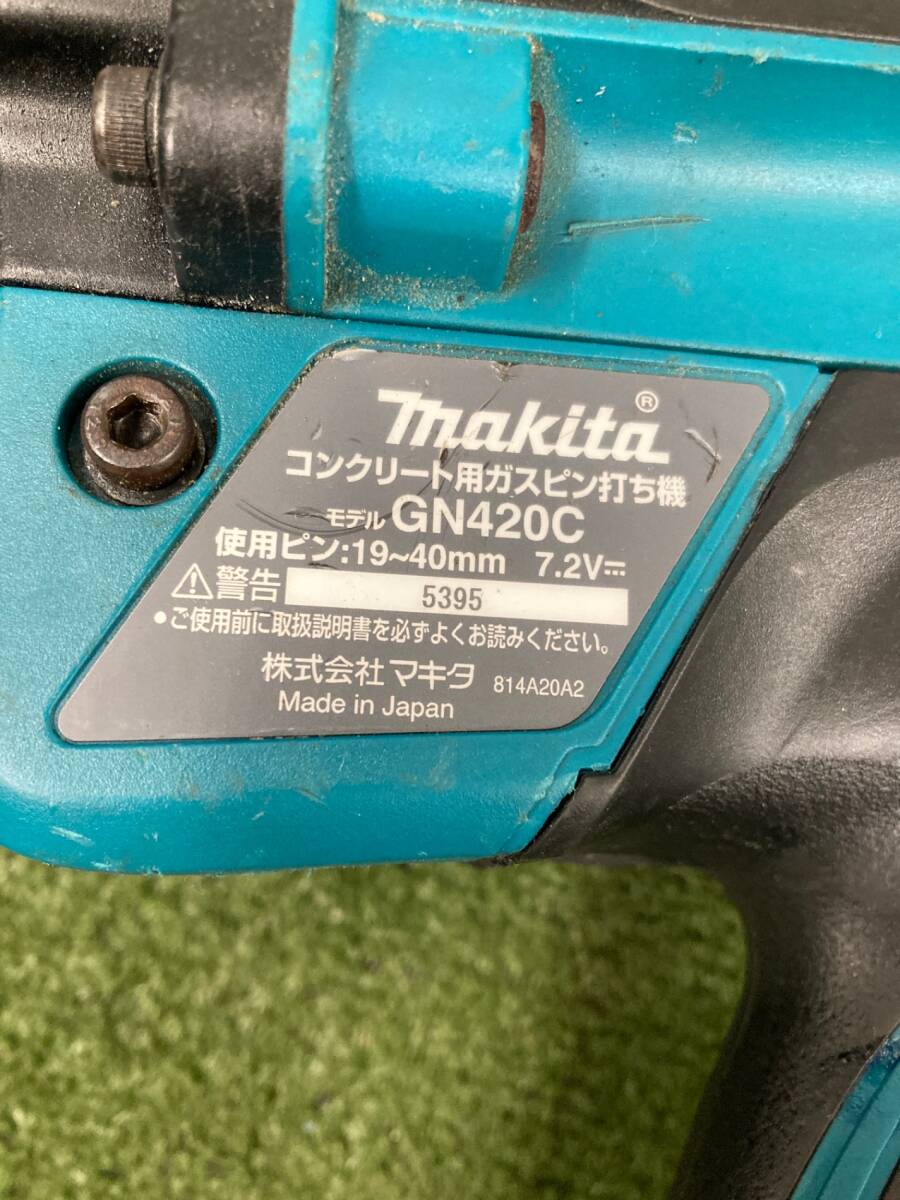 makita®
コンクリート用ガスピン打ち機
モデル GN420C
使用ピン:19~40mm 7.2V⎓
⚠警告 5395
•ご使用前に取扱説明書を必ずよくお読みください。
株式会社 マキタ 814A20A2
Made in Japan